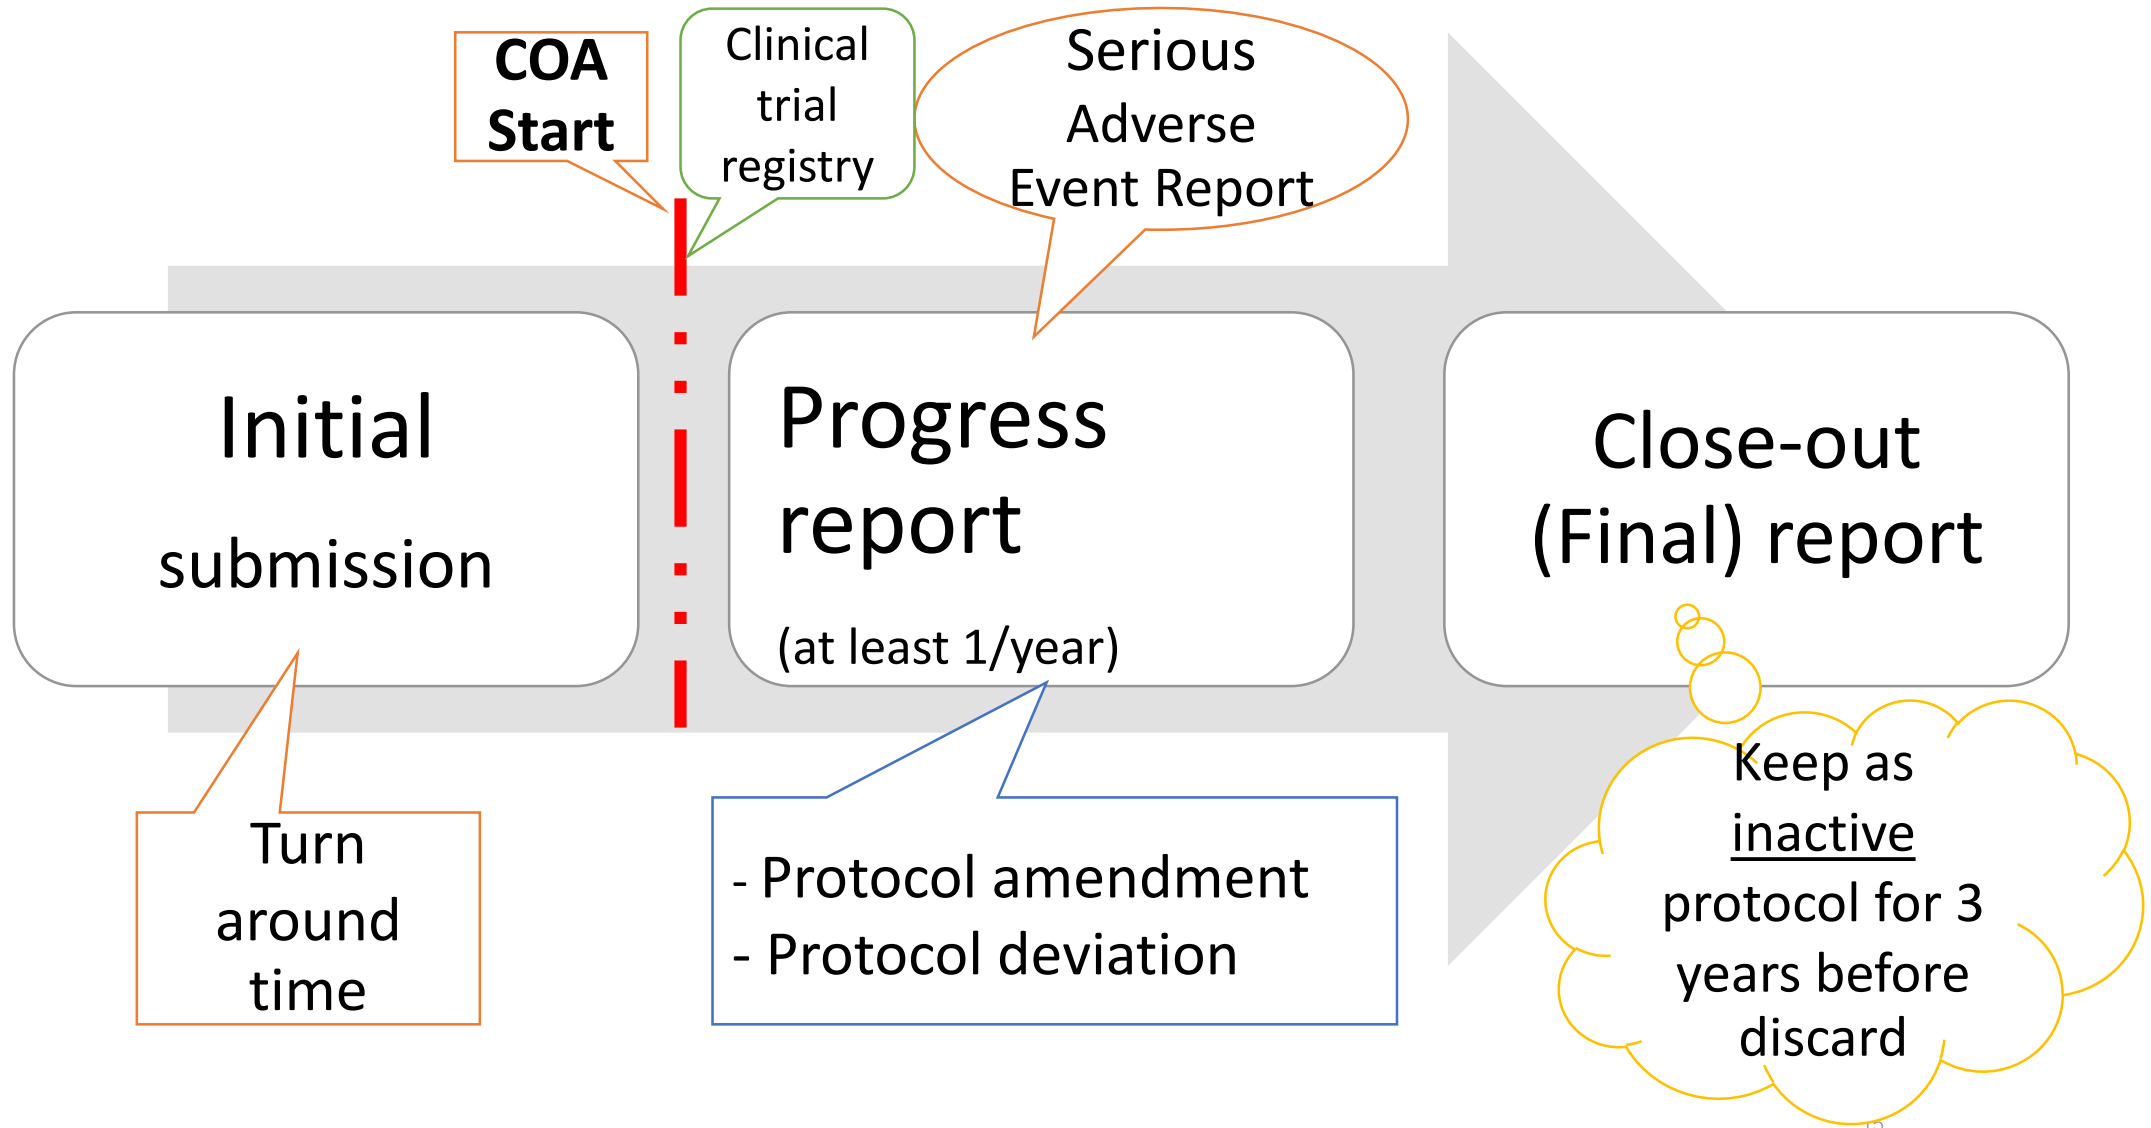 COA
Start
Clinical
trial
registry
Serious
Adverse
Event Report
Initial
submission
Progress
report
(at least 1/year)
Close-out
(Final) report
Turn
around
time
- Protocol amendment
- Protocol deviation
Keep as
inactive
protocol for 3
years before
discard